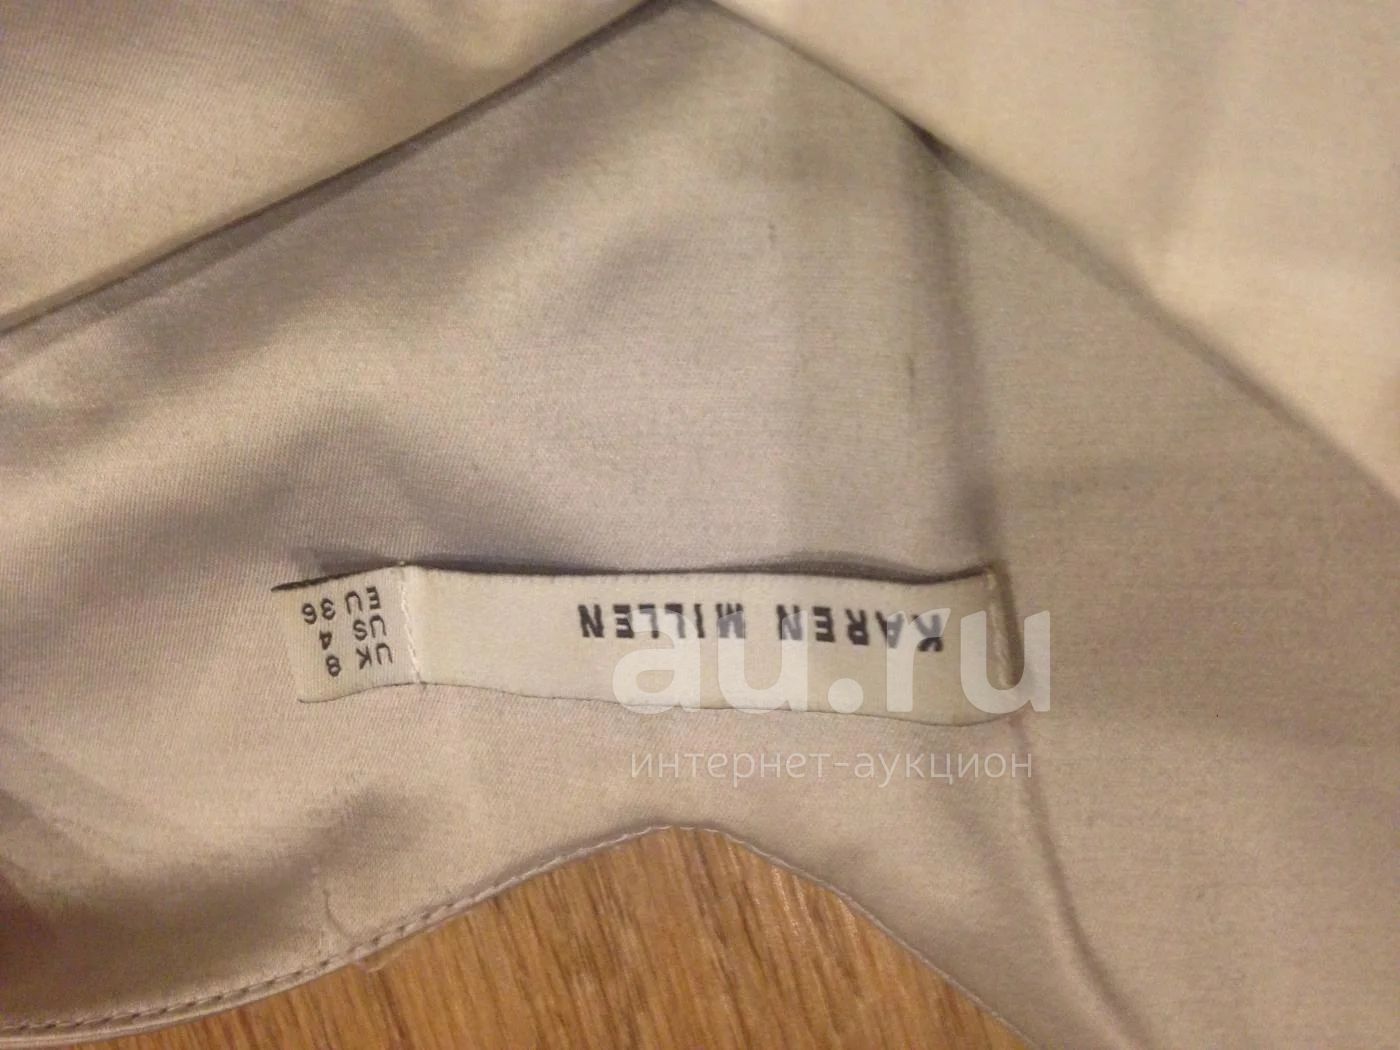 KAREN MILLEN
UK US EU
8 4 36
au.ru
интернет-аукцион